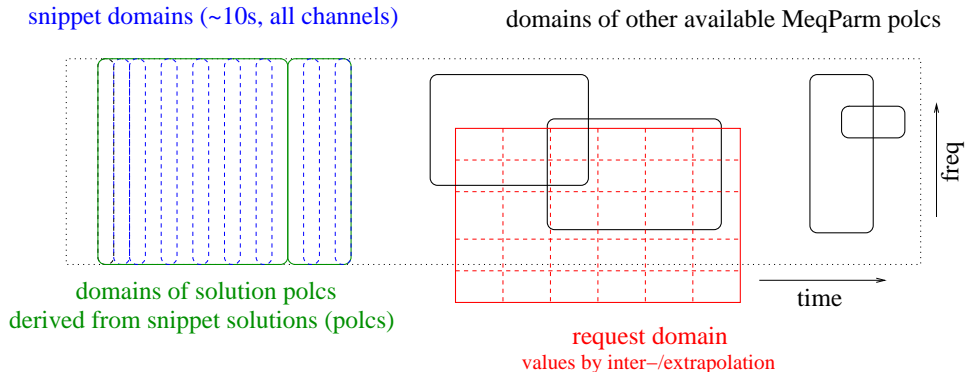 snippet domains (~10s, all channels)
domains of other available MeqParm polcs
freq
time
domains of solution polcs
derived from snippet solutions (polcs)
request domain
values by inter−/extrapolation